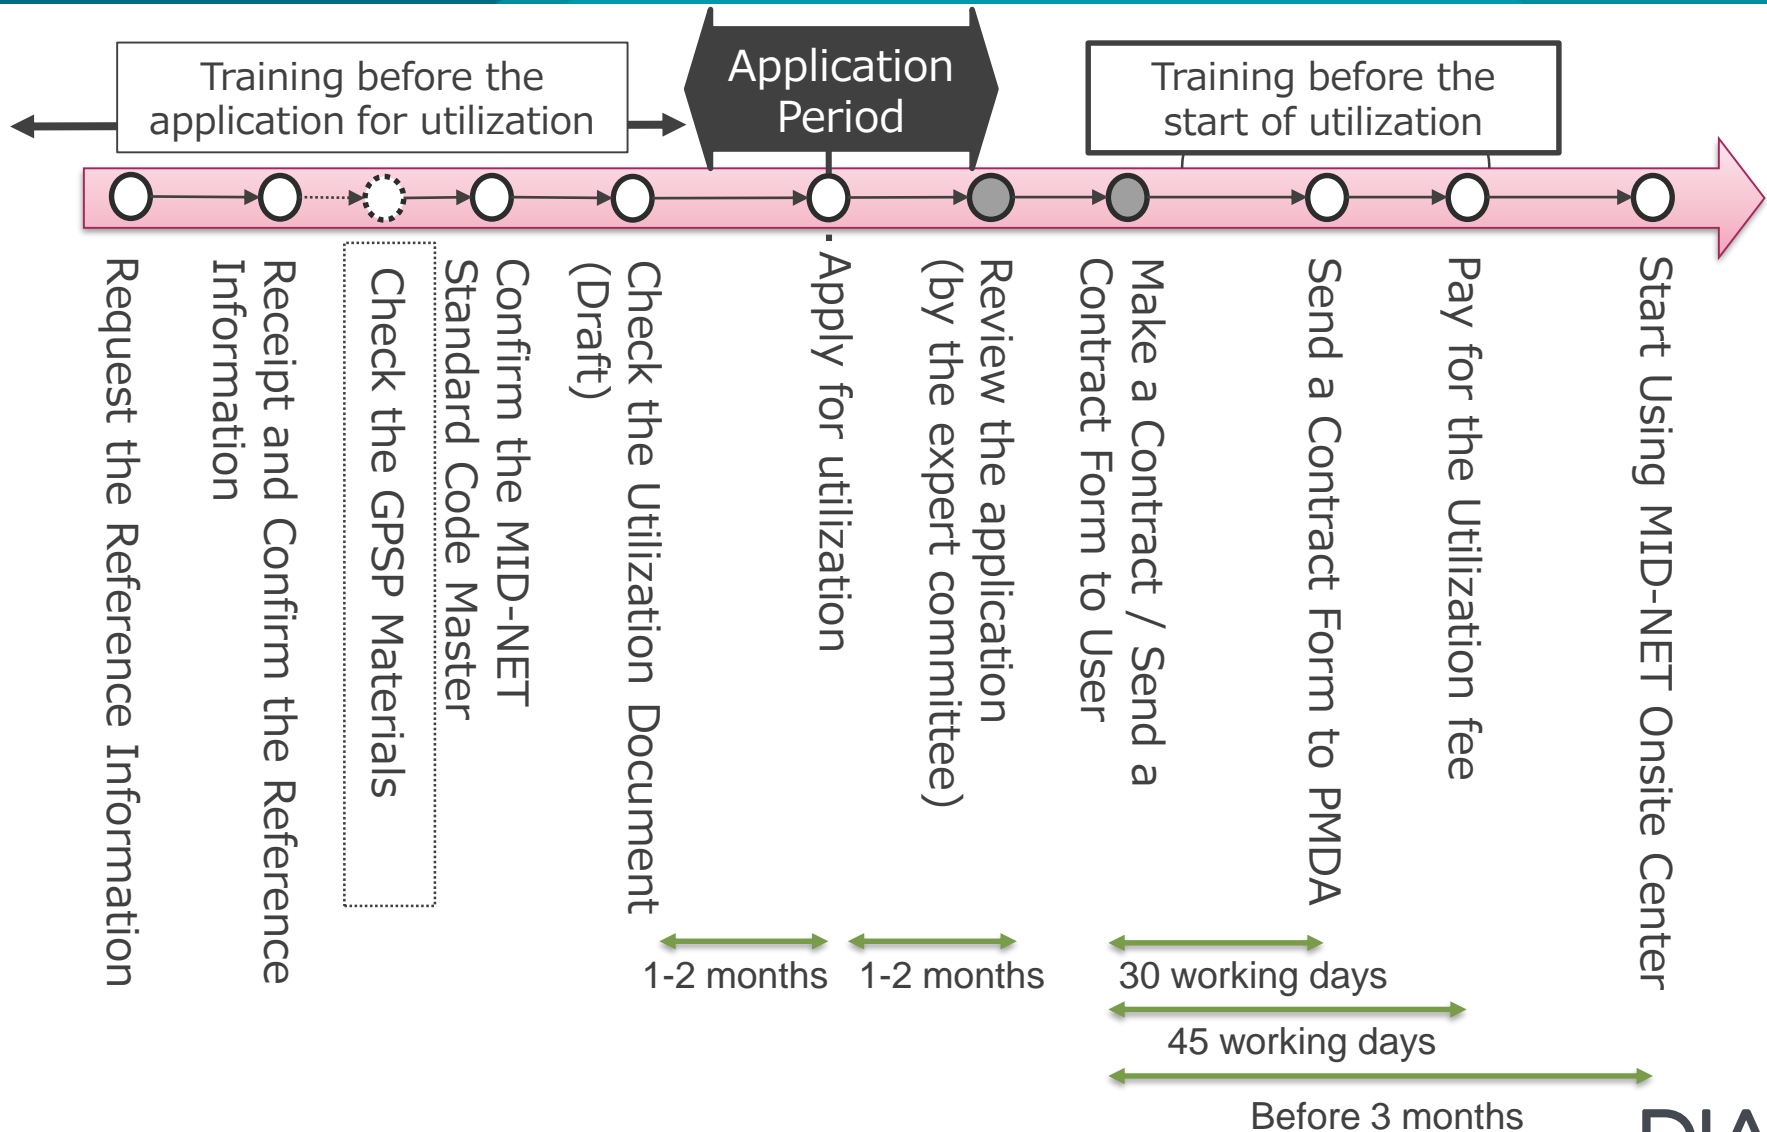 Training before the
application for utilization
Application
Period
Training before the
start of utilization
Request the Reference Information
Receipt and Confirm the Reference
Information
Check the GPSP Materials
Confirm the MID-NET
Standard Code Master
Check the Utilization Document
(Draft)
Apply for utilization
Review the application
(by the expert committee)
Make a Contract / Send a
Contract Form to User
Send a Contract Form to PMDA
Pay for the Utilization fee
Start Using MID-NET Onsite Center
1-2 months
1-2 months
30 working days
45 working days
Before 3 months
DIA